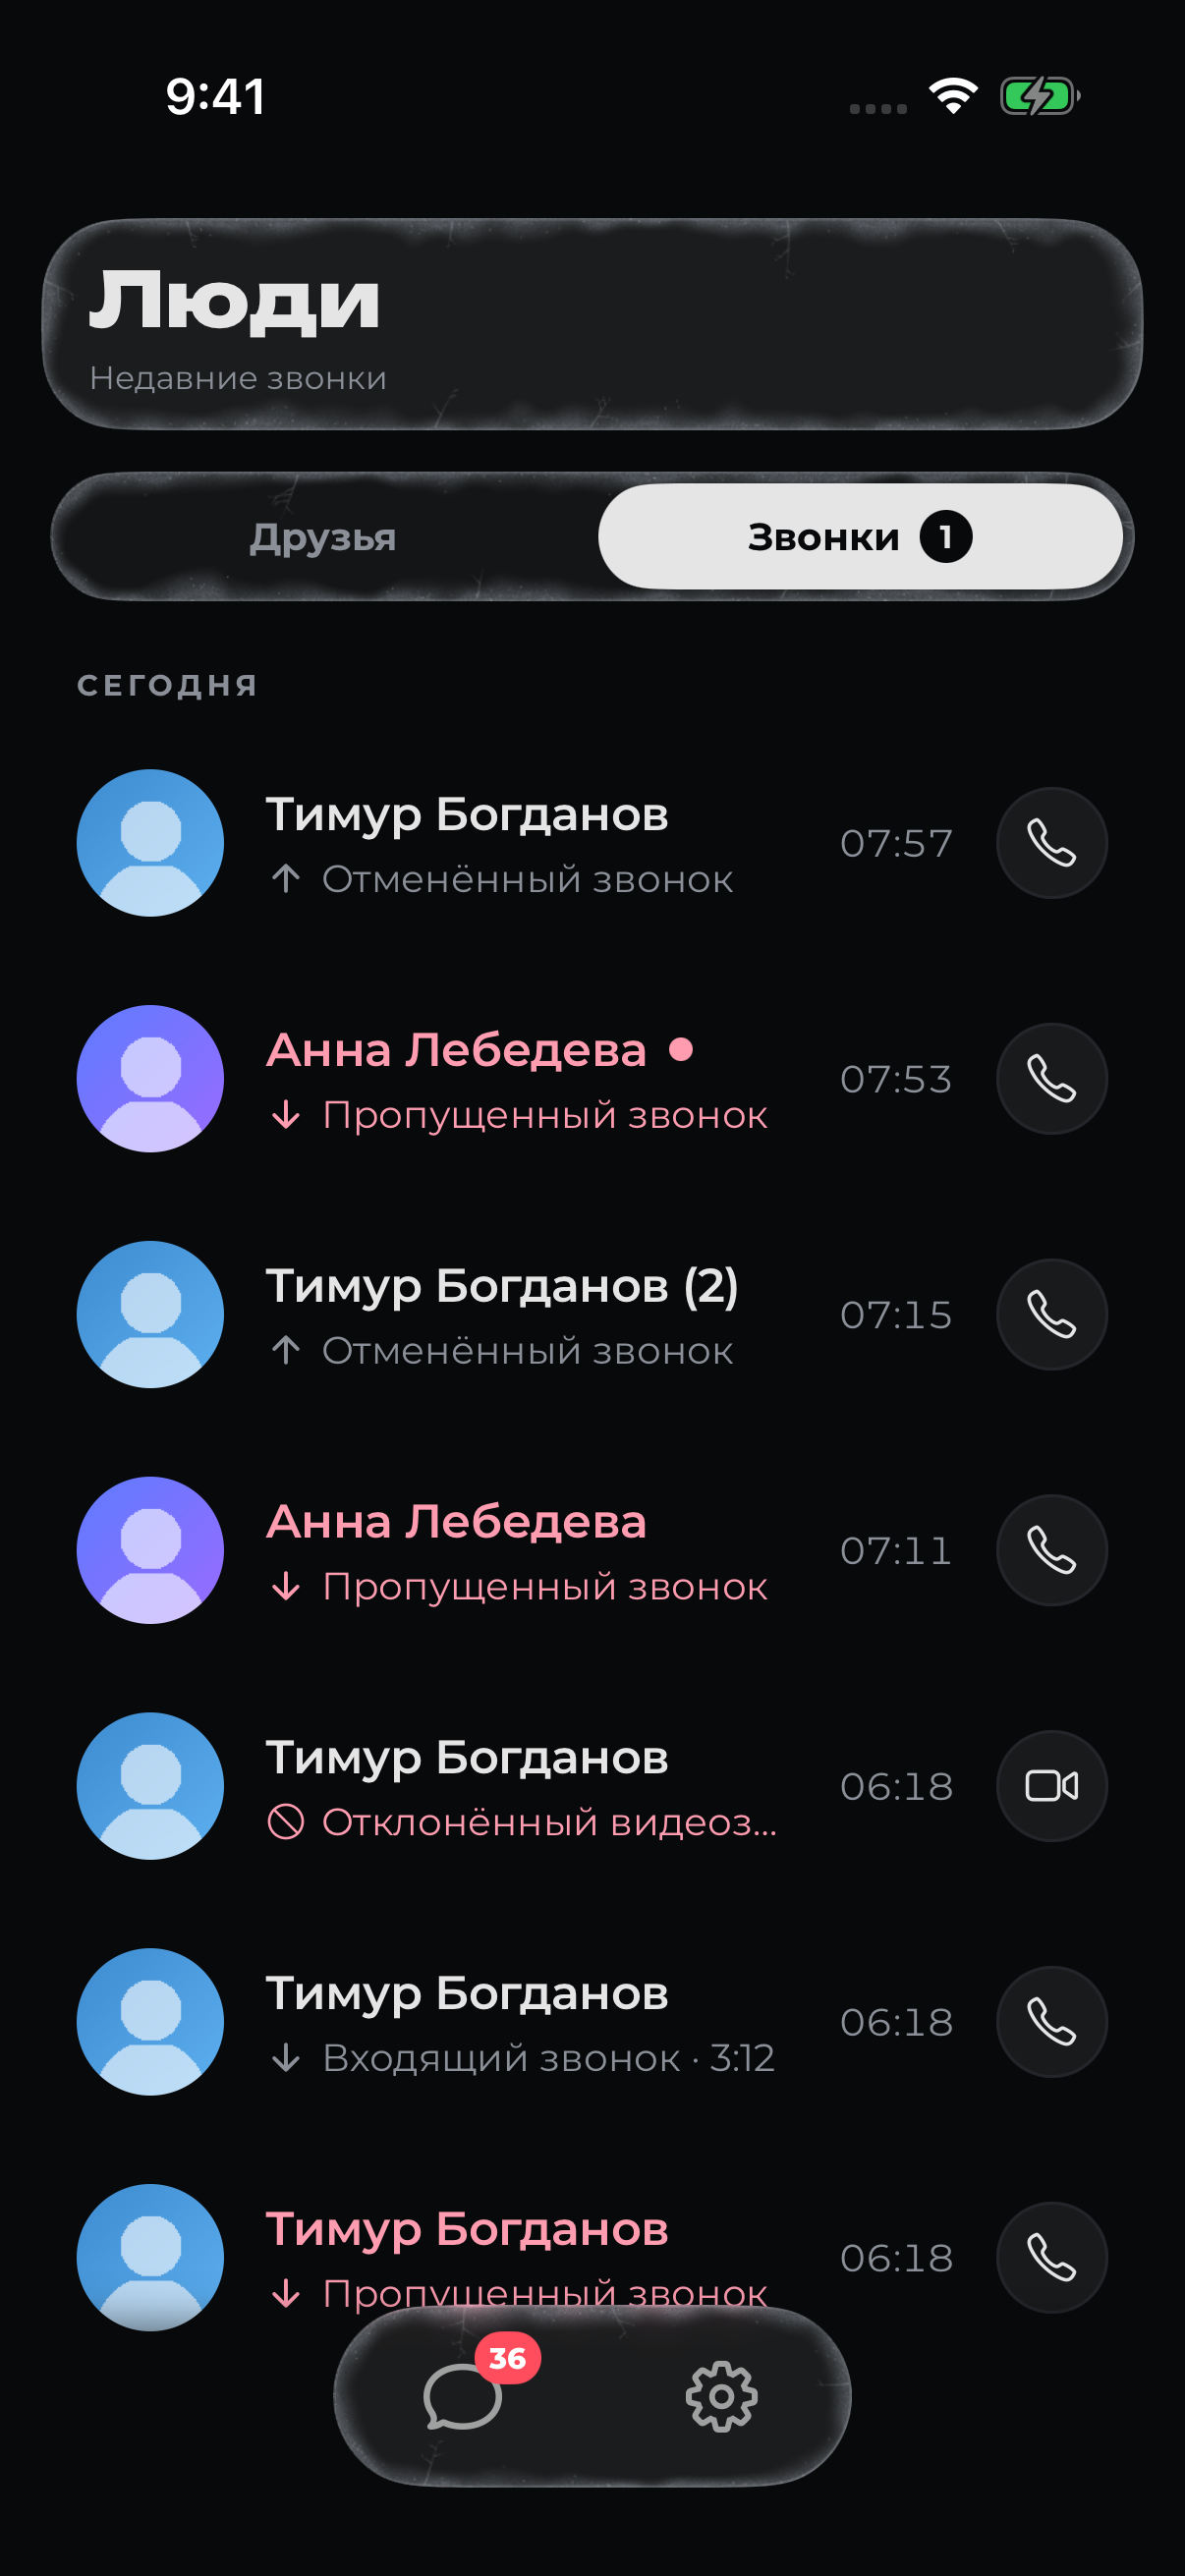 9:41
Люди
Недавние звонки
Друзья
Звонки 1
СЕГОДНЯ
Тимур Богданов
Отменённый звонок
07:57
Анна Лебедева
Пропущенный звонок
07:53
Тимур Богданов (2)
Отменённый звонок
07:15
Анна Лебедева
Пропущенный звонок
07:11
Тимур Богданов
Отклонённый видеоз...
06:18
Тимур Богданов
Входящий звонок · 3:12
06:18
Тимур Богданов
Пропущенный звонок
06:18
36